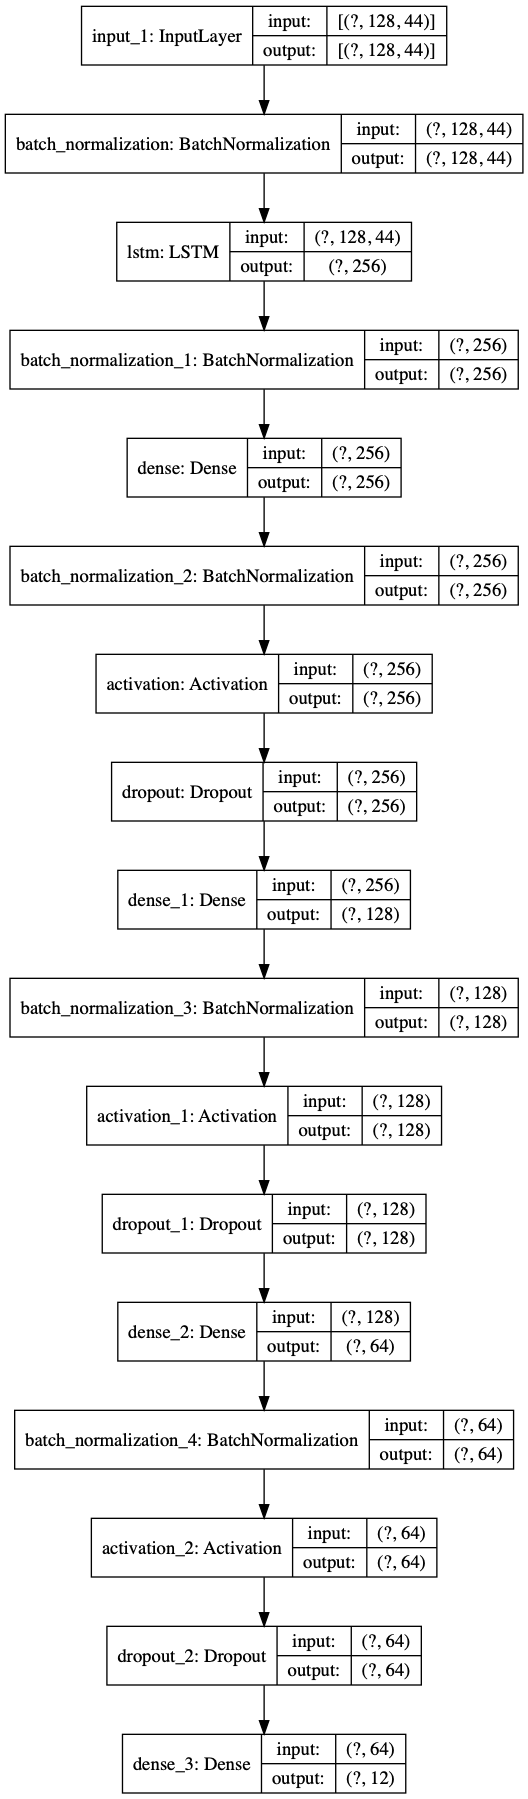 input_1: InputLayer
input: [(?, 128, 44)]
output: [(?, 128, 44)]
batch_normalization: BatchNormalization
input: (?, 128, 44)
output: (?, 128, 44)
lstm: LSTM
input: (?, 128, 44)
output: (?, 256)
batch_normalization_1: BatchNormalization
input: (?, 256)
output: (?, 256)
dense: Dense
input: (?, 256)
output: (?, 256)
batch_normalization_2: BatchNormalization
input: (?, 256)
output: (?, 256)
activation: Activation
input: (?, 256)
output: (?, 256)
dropout: Dropout
input: (?, 256)
output: (?, 256)
dense_1: Dense
input: (?, 256)
output: (?, 128)
batch_normalization_3: BatchNormalization
input: (?, 128)
output: (?, 128)
activation_1: Activation
input: (?, 128)
output: (?, 128)
dropout_1: Dropout
input: (?, 128)
output: (?, 128)
dense_2: Dense
input: (?, 128)
output: (?, 64)
batch_normalization_4: BatchNormalization
input: (?, 64)
output: (?, 64)
activation_2: Activation
input: (?, 64)
output: (?, 64)
dropout_2: Dropout
input: (?, 64)
output: (?, 64)
dense_3: Dense
input: (?, 64)
output: (?, 12)